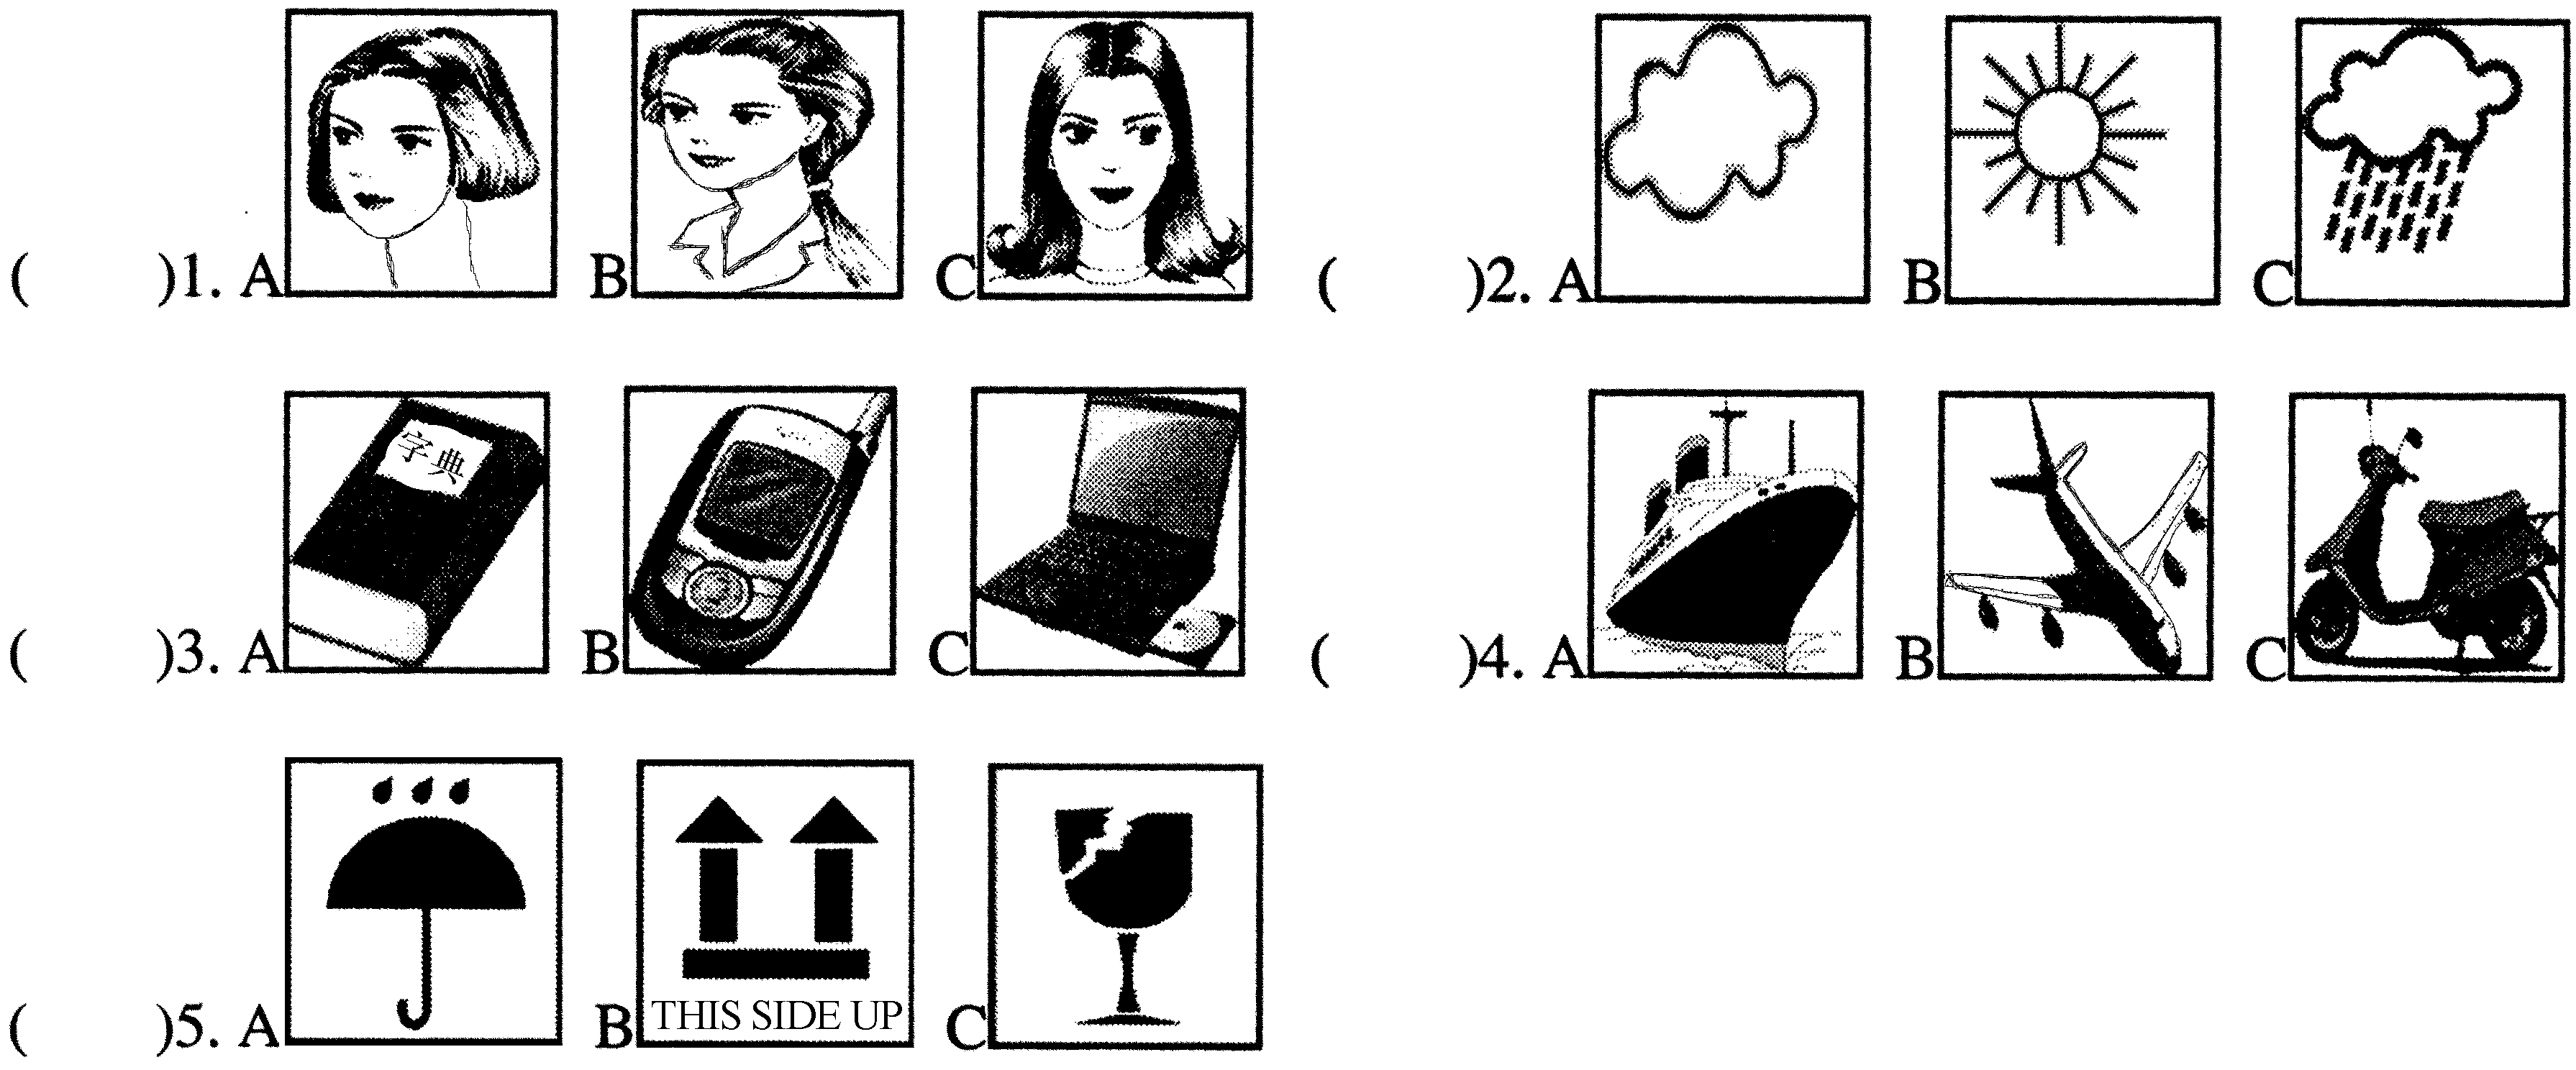 ( )1. A B C ( )2. A B C
字典
( )3. A B C ( )4. A B C
THIS SIDE UP
( )5. A B C